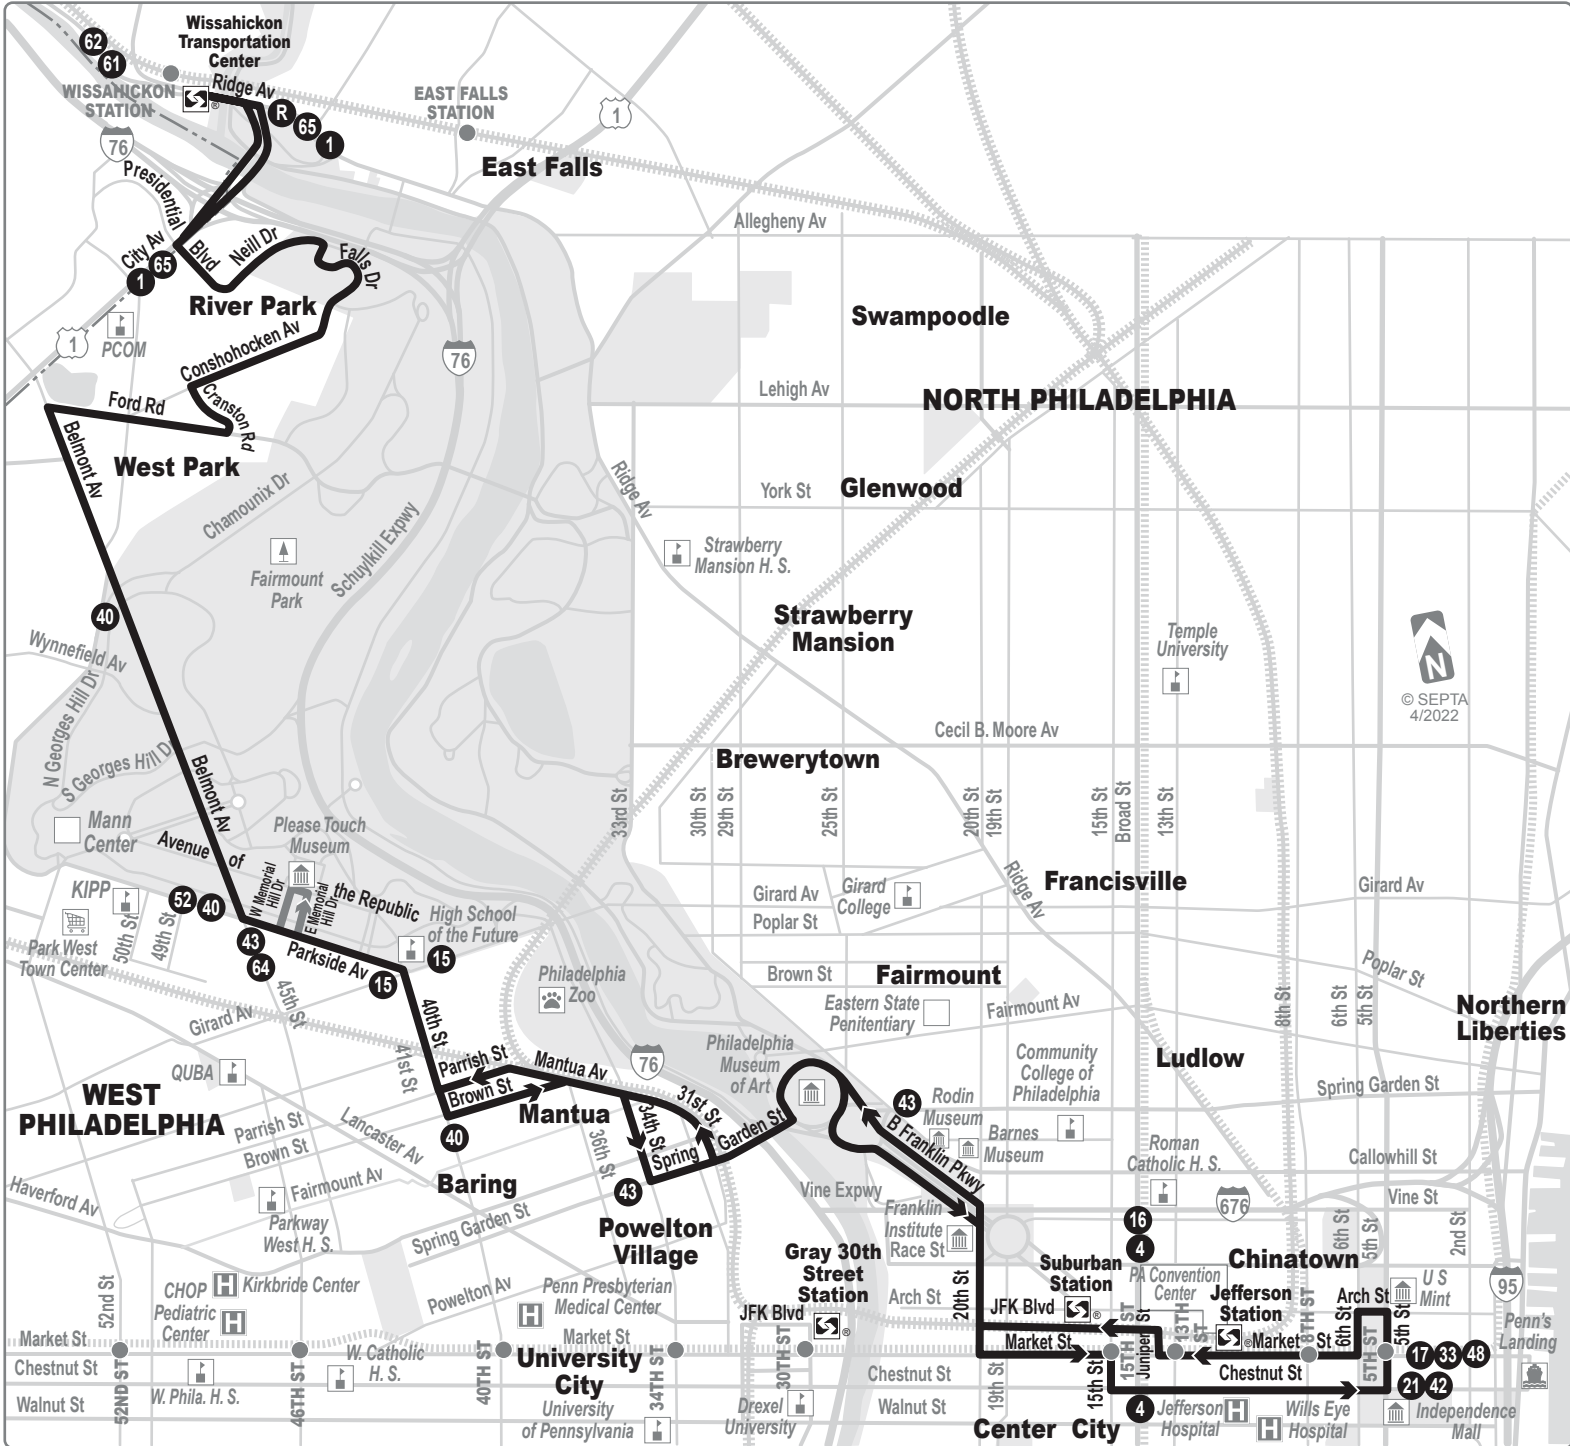 Wissahickon
Transportation
Center
62
61
WISSAHICKON
STATION
Ridge Av
®
R
65
1
EAST FALLS
STATION
1
76
East Falls
Presidential
Blvd
City Av
65
1
Neill Dr
Falls Dr
River Park
Allegheny Av
1
PCOM
Conshohocken Av
76
Swampoodle
Cranston Rd
Ford Rd
Lehigh Av
NORTH PHILADELPHIA
Belmont Av
West Park
Chamounix Dr
Schuylkill Expwy
Ridge Av
York St
Glenwood
Fairmount
Park
Strawberry
Mansion H. S.
Strawberry
Mansion
40
Wynnefield Av
N Georges Hill Dr
S Georges Hill Dr
Temple
University
N
© SEPTA
4/2022
Cecil B. Moore Av
Brewerytown
Belmont Av
Mann
Center
Avenue of
the Republic
Please Touch
Museum
W Memorial
Hill Dr
E Memorial
Hill Dr
33rd St
30th St
29th St
25th St
20th St
19th St
15th St
Broad St
13th St
KIPP
52
40
50th St
49th St
Park West
Town Center
43
64
45th St
Parkside Av
15
High School
of the Future
15
Girard Av
Girard
College
Poplar St
Ridge Av
Francisville
Girard Av
Brown St
Fairmount
Poplar St
Girard Av
40th St
41st St
Philadelphia
Zoo
Eastern State
Penitentiary
Fairmount Av
8th St
6th St
5th St
Northern
Liberties
QUBA
Parrish St
Mantua Av
76
Philadelphia
Museum
of Art
Community
College of
Philadelphia
Ludlow
Spring Garden St
WEST
PHILADELPHIA
Brown St
Mantua
31st St
34th St
36th St
Spring
Garden St
43
Rodin
Museum
B Franklin Pkwy
Barnes
Museum
Parrish St
Brown St
Lancaster Av
40
Roman
Catholic H. S.
Callowhill St
Haverford Av
Fairmount Av
Baring
43
Vine Expwy
Vine St
676
Parkway
West H. S.
Spring Garden St
Powelton
Village
Franklin
Institute
Race St
16
4
6th St
5th St
2nd St
Chinatown
Gray 30th
Street
Station
Suburban
Station
®
PA Convention
Center
Jefferson
Station
®
U S
Mint
95
52nd St
CHOP
Pediatric
Center
Kirkbride Center
Powelton Av
Penn Presbyterian
Medical Center
JFK Blvd
®
Arch St
20th St
JFK Blvd
15TH ST
Juniper St
13TH ST
8TH ST
6th St
Arch St
5th St
Penn's
Landing
Market St
Market St
Market St
Market St
Chestnut St
W. Catholic
H. S.
University
City
Chestnut St
Chestnut St
17
33
48
21
42
Walnut St
52ND ST
W. Phila. H. S.
46TH ST
40TH ST
University
of Pennsylvania
34TH ST
30TH ST
Drexel
University
Walnut St
19th St
15th St
Center City
4
Jefferson
Hospital
Wills Eye
Hospital
5TH ST
Independence
Mall